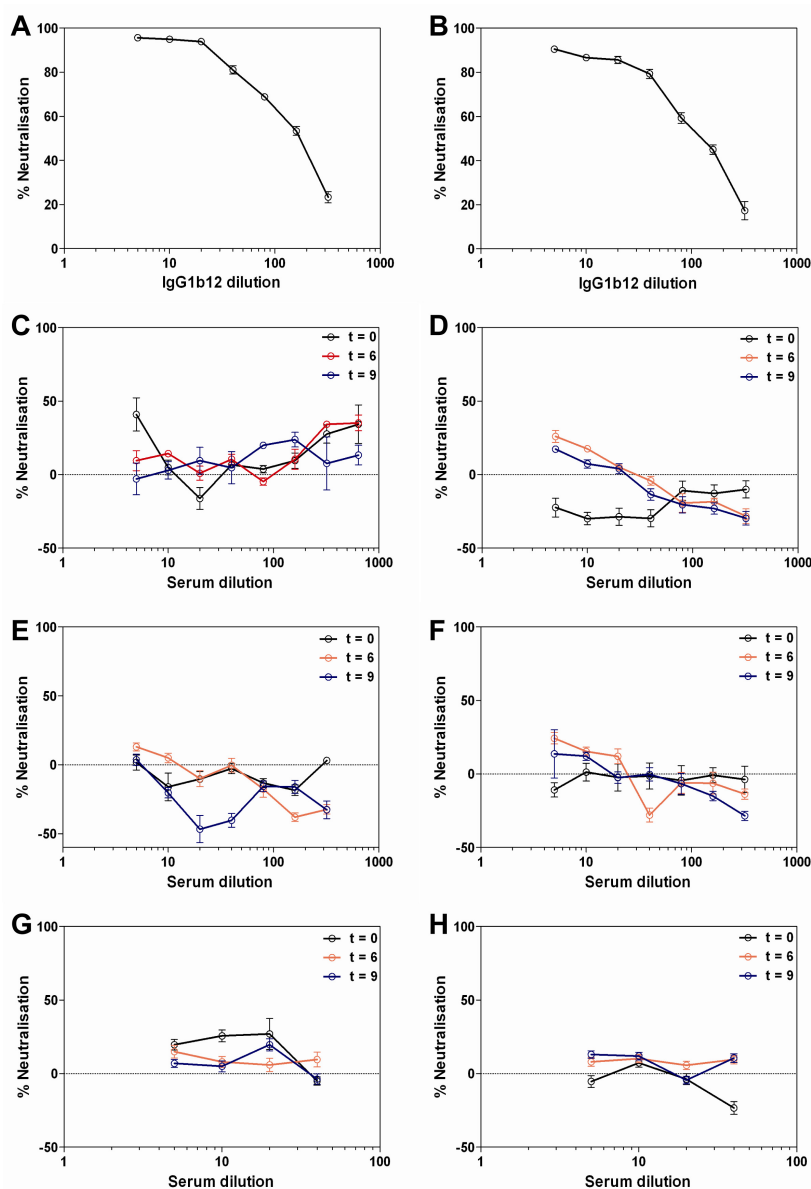 A
% Neutralisation
100
80
60
40
20
0
1 10 100 1000
IgG1b12 dilution
B
% Neutralisation
100
80
60
40
20
0
1 10 100 1000
IgG1b12 dilution
C
% Neutralisation
100
50
0
-50
t = 0
t = 6
t = 9
1 10 100 1000
Serum dilution
D
% Neutralisation
100
50
0
-50
t = 0
t = 6
t = 9
1 10 100 1000
Serum dilution
E
% Neutralisation
100
50
0
-50
t = 0
t = 6
t = 9
1 10 100 1000
Serum dilution
F
% Neutralisation
100
50
0
-50
t = 0
t = 6
t = 9
1 10 100 1000
Serum dilution
G
% Neutralisation
100
50
0
-50
t = 0
t = 6
t = 9
1 10 100
Serum dilution
H
% Neutralisation
100
50
0
-50
t = 0
t = 6
t = 9
1 10 100
Serum dilution